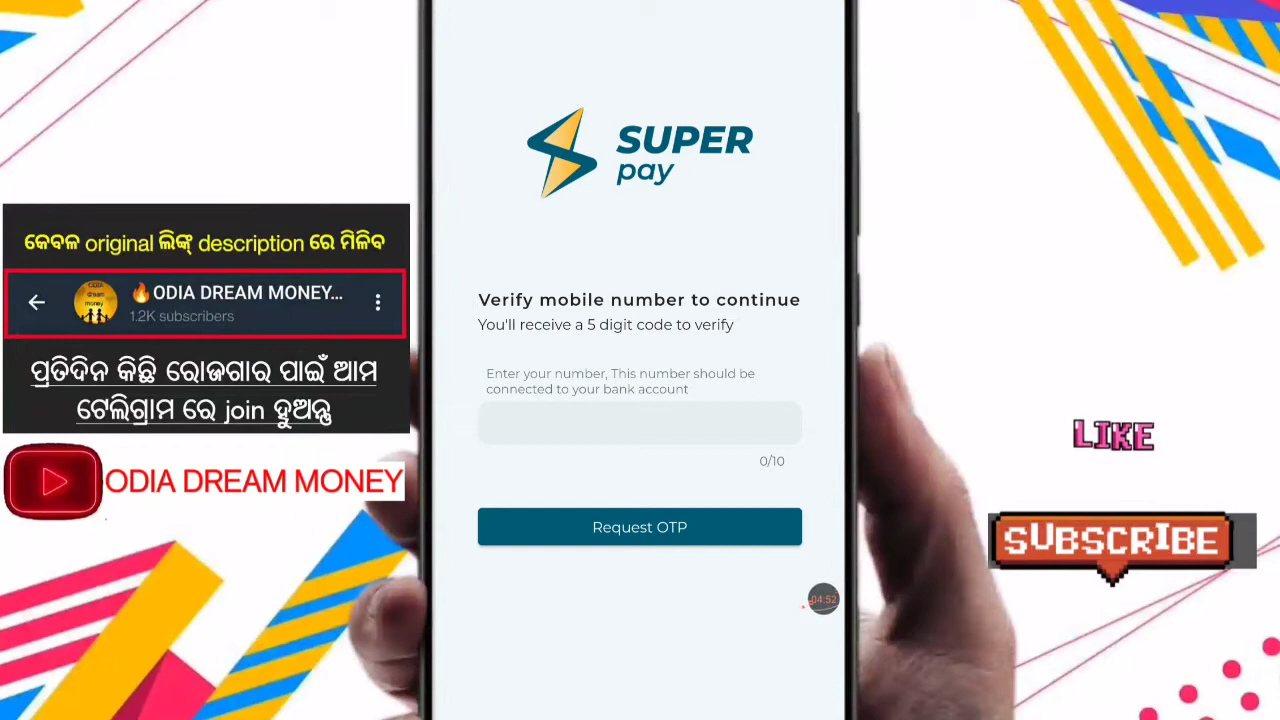 SUPER
pay
କେବଳ original ଲିଙ୍କ୍ description ରେ ମିଳିବ
🔥ODIA DREAM MONEY...
1.2K subscribers
ପ୍ରତିଦିନ କିଛି ରୋଜଗାର ପାଇଁ ଆମ
ଟେଲିଗ୍ରାମ ରେ join ହୁଅନ୍ତୁ
ODIA DREAM MONEY
Verify mobile number to continue
You'll receive a 5 digit code to verify
Enter your number, This number should be
connected to your bank account
0/10
Request OTP
04:52
LIKE
SUBSCRIBE